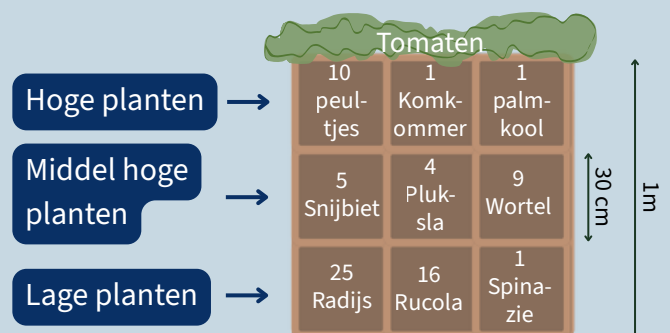 Tomaten
Hoge planten
10
peul-
tjes
1
Komk-
ommer
1
palm-
kool
Middel hoge
planten
5
Snijbiet
4
Pluk-
sla
9
Wortel
30 cm
1m
Lage planten
25
Radijs
16
Rucola
1
Spina-
zie